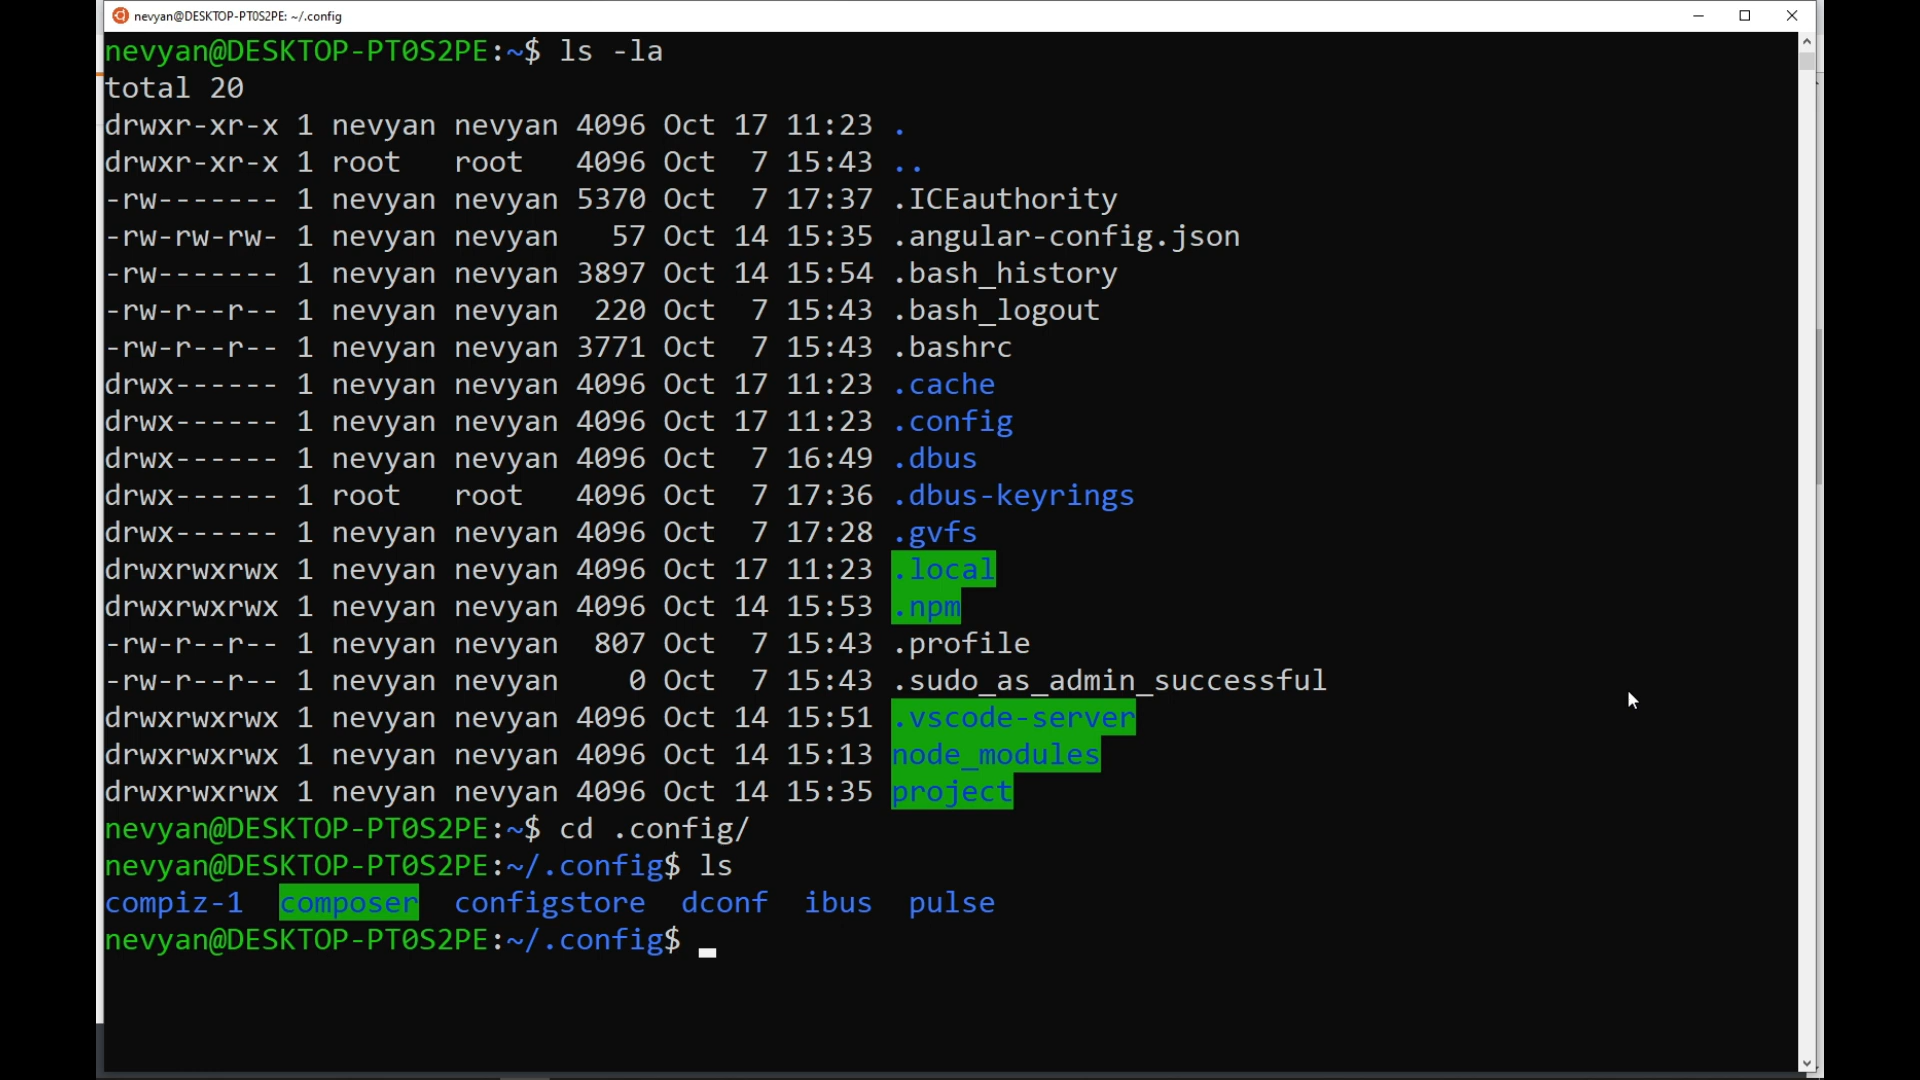 nevyan@DESKTOP-PT0S2PE: ~/.config
nevyan@DESKTOP-PT0S2PE:~$ ls -la
total 20
drwxr-xr-x 1 nevyan nevyan 4096 Oct 17 11:23 .
drwxr-xr-x 1 root   root   4096 Oct  7 15:43 ..
-rw------- 1 nevyan nevyan 5370 Oct  7 17:37 .ICEauthority
-rw-rw-rw- 1 nevyan nevyan   57 Oct 14 15:35 .angular-config.json
-rw------- 1 nevyan nevyan 3897 Oct 14 15:54 .bash_history
-rw-r--r-- 1 nevyan nevyan  220 Oct  7 15:43 .bash_logout
-rw-r--r-- 1 nevyan nevyan 3771 Oct  7 15:43 .bashrc
drwx------ 1 nevyan nevyan 4096 Oct 17 11:23 .cache
drwx------ 1 nevyan nevyan 4096 Oct 17 11:23 .config
drwx------ 1 nevyan nevyan 4096 Oct  7 16:49 .dbus
drwx------ 1 root   root   4096 Oct  7 17:36 .dbus-keyrings
drwx------ 1 nevyan nevyan 4096 Oct  7 17:28 .gvfs
drwxrwxrwx 1 nevyan nevyan 4096 Oct 17 11:23 .local
drwxrwxrwx 1 nevyan nevyan 4096 Oct 14 15:53 .npm
-rw-r--r-- 1 nevyan nevyan  807 Oct  7 15:43 .profile
-rw-r--r-- 1 nevyan nevyan    0 Oct  7 15:43 .sudo_as_admin_successful
drwxrwxrwx 1 nevyan nevyan 4096 Oct 14 15:51 .vscode-server
drwxrwxrwx 1 nevyan nevyan 4096 Oct 14 15:13 node_modules
drwxrwxrwx 1 nevyan nevyan 4096 Oct 14 15:35 project
nevyan@DESKTOP-PT0S2PE:~$ cd .config/
nevyan@DESKTOP-PT0S2PE:~/.config$ ls
compiz-1  composer  configstore  dconf  ibus  pulse
nevyan@DESKTOP-PT0S2PE:~/.config$